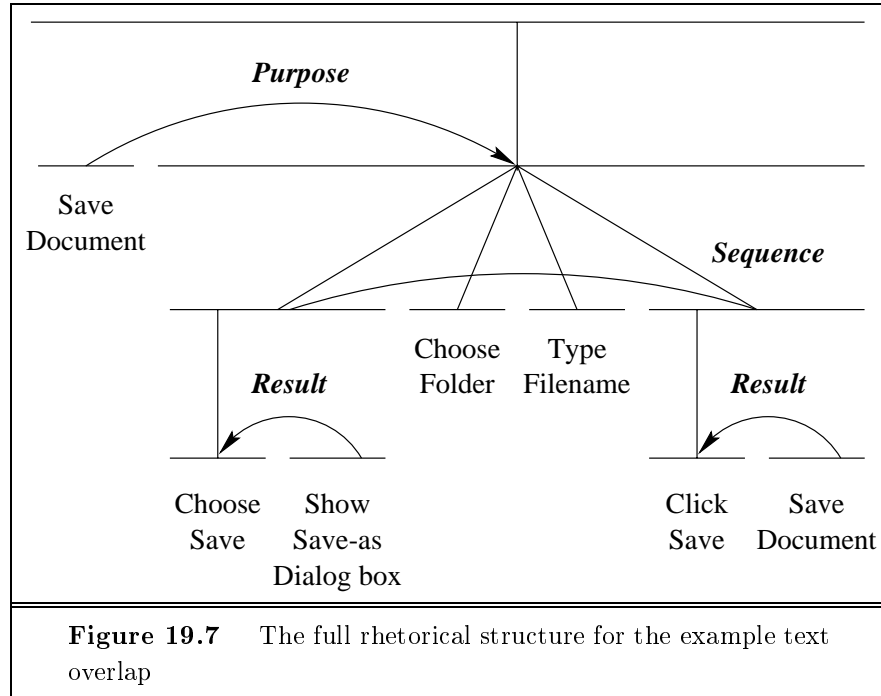 Purpose
Save
Document
Sequence
Choose
Folder
Type
Filename
Result
Result
Choose
Save
Show
Save-as
Dialog box
Click
Save
Save
Document
Figure 19.7 The full rhetorical structure for the example text
overlap